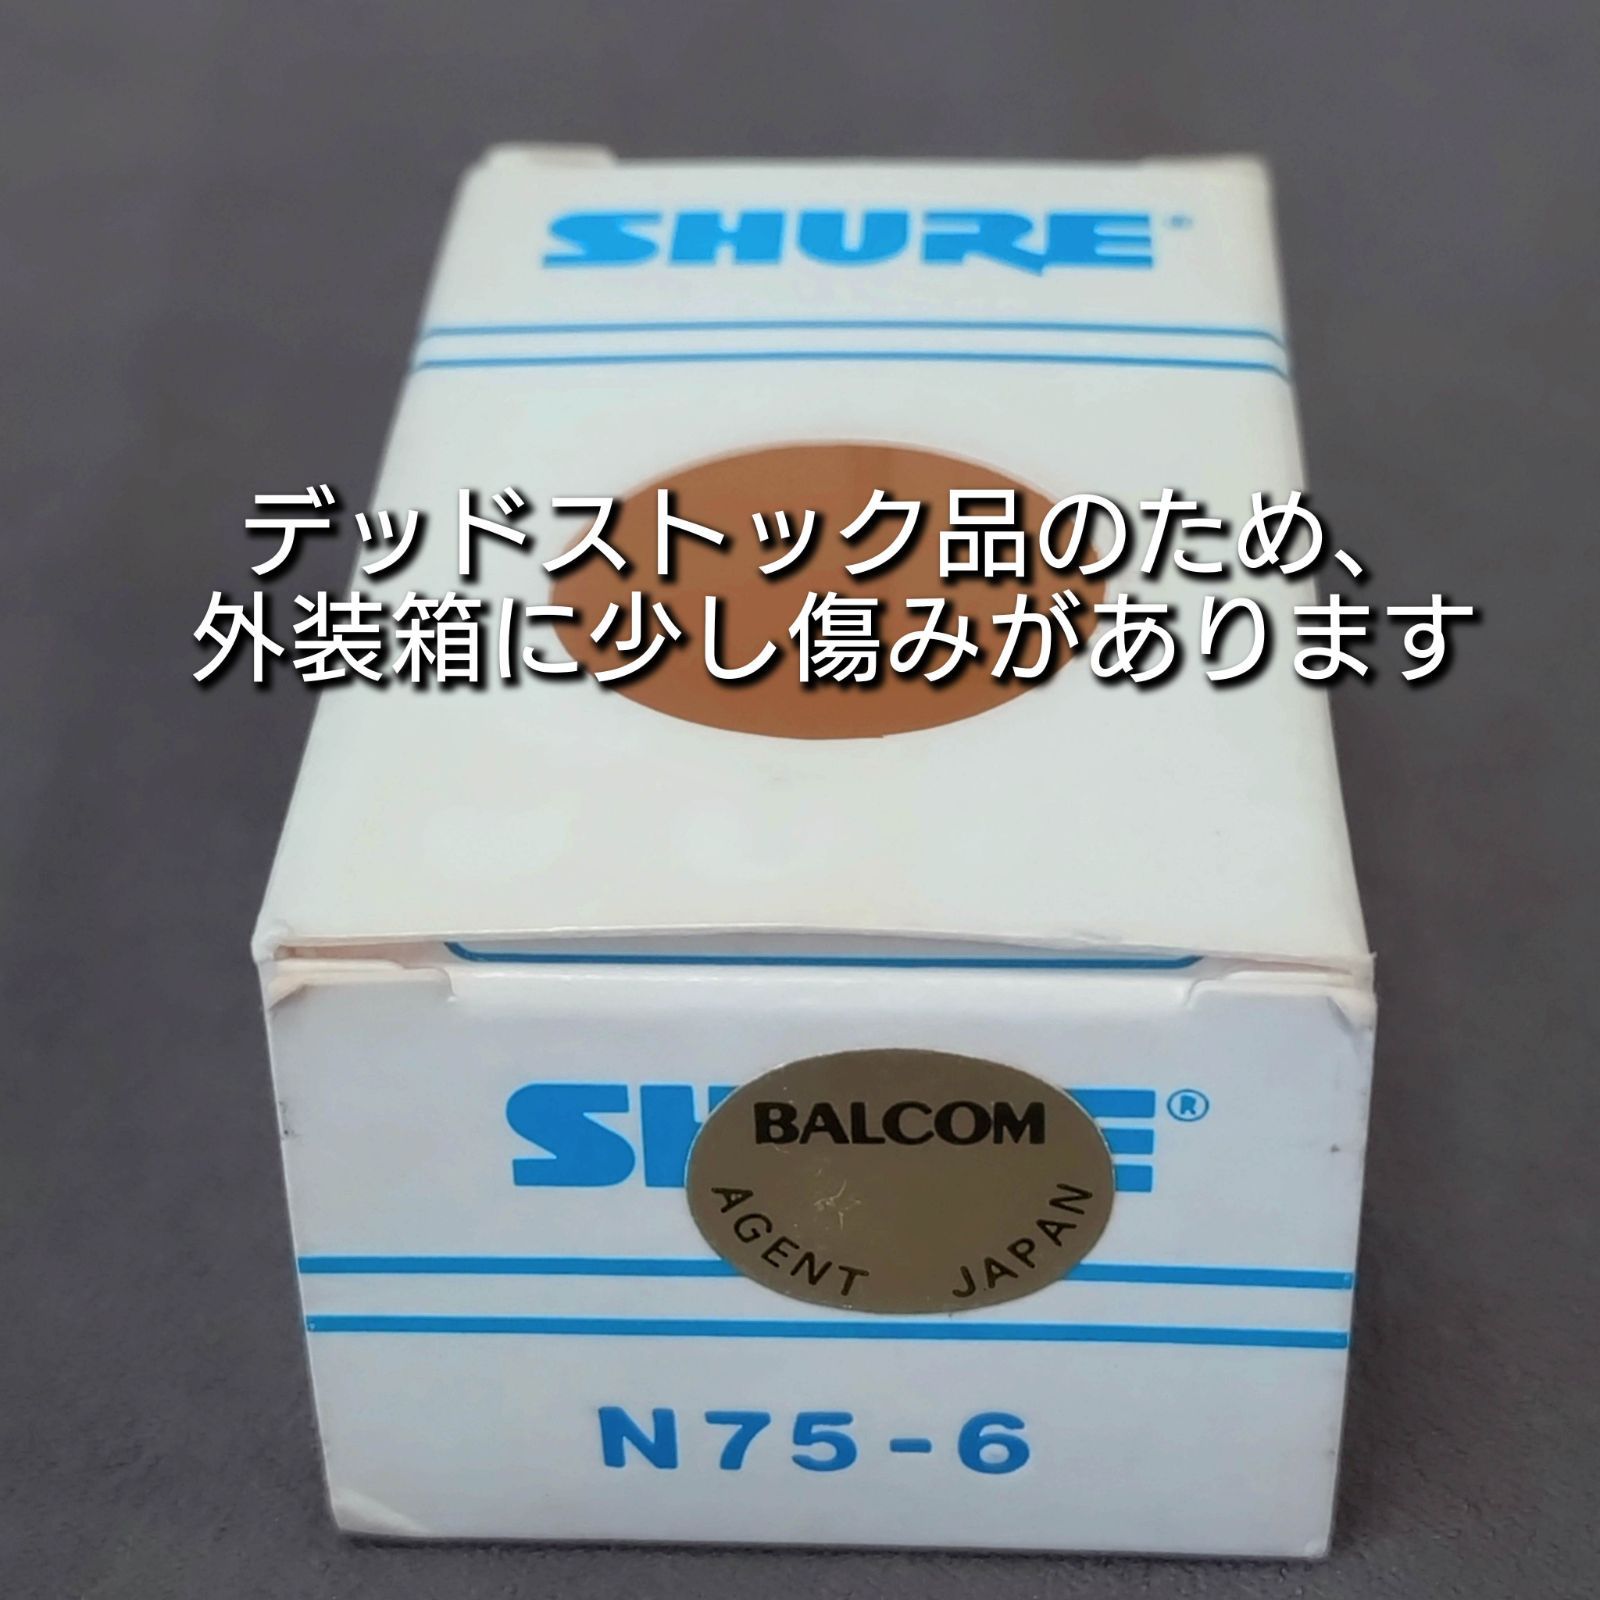 SHURE®
デッドストック品のため、
外装箱に少し傷みがあります
SH E®
BALCOM
AGENT JAPAN
N75-6